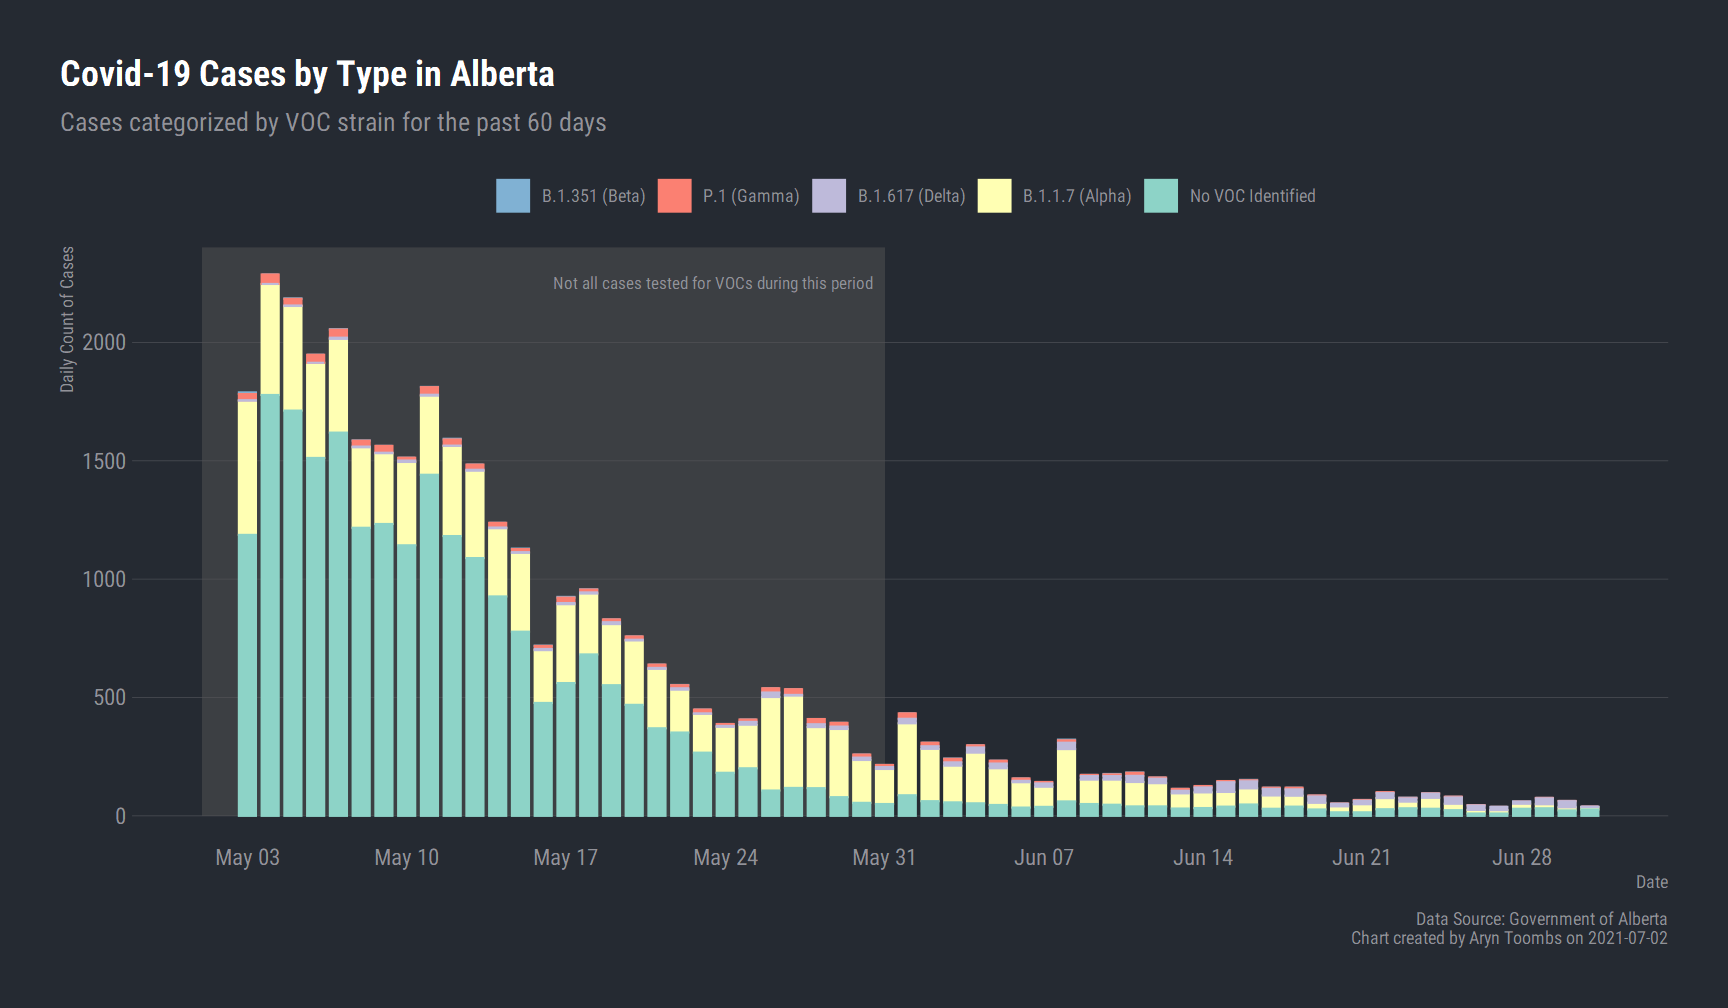 Covid-19 Cases by Type in Alberta
Cases categorized by VOC strain for the past 60 days
B.1.351 (Beta) P.1 (Gamma) B.1.617 (Delta) B.1.1.7 (Alpha) No VOC Identified
Daily Count of Cases
Not all cases tested for VOCs during this period
2000
1500
1000
500
0
May 03 May 10 May 17 May 24 May 31 Jun 07 Jun 14 Jun 21 Jun 28
Date
Data Source: Government of Alberta
Chart created by Aryn Toombs on 2021-07-02